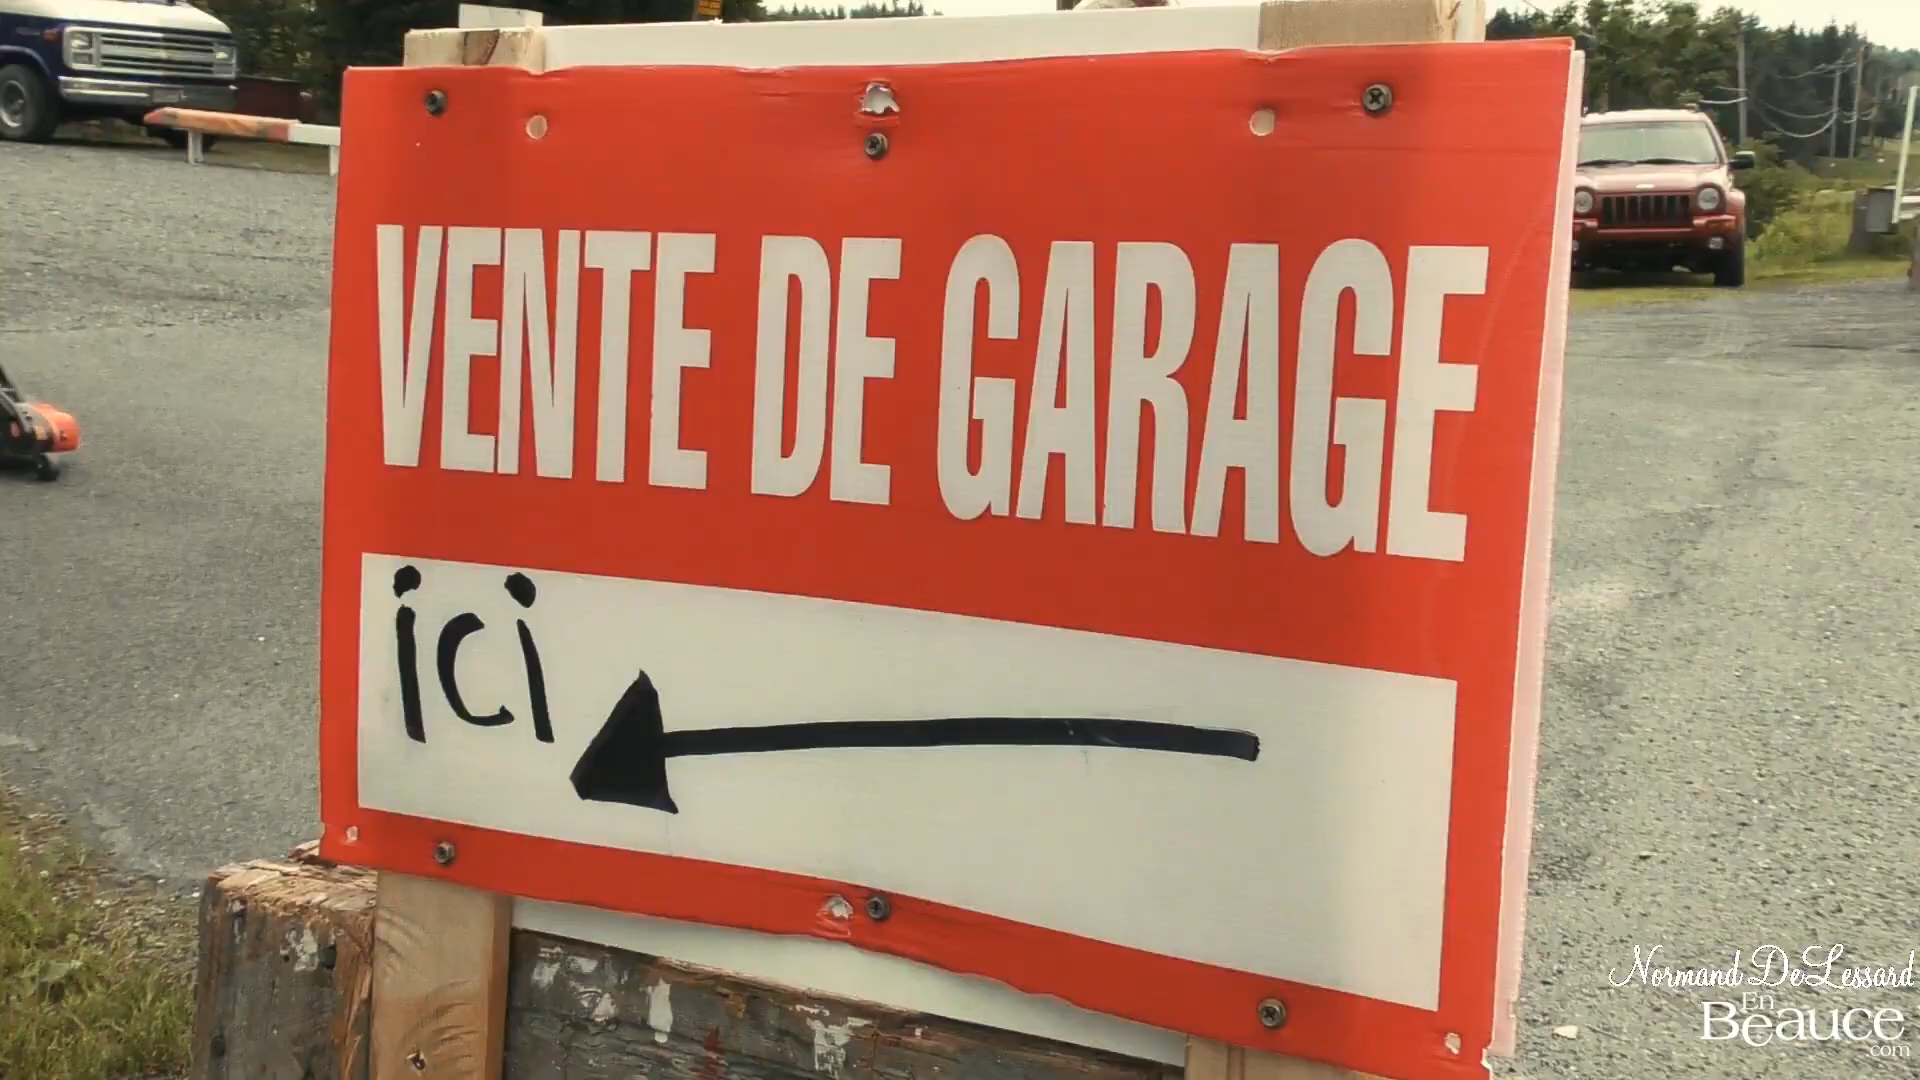 VENTE DE GARAGE
ici
Normand DeLessard
En
Beauce
.com